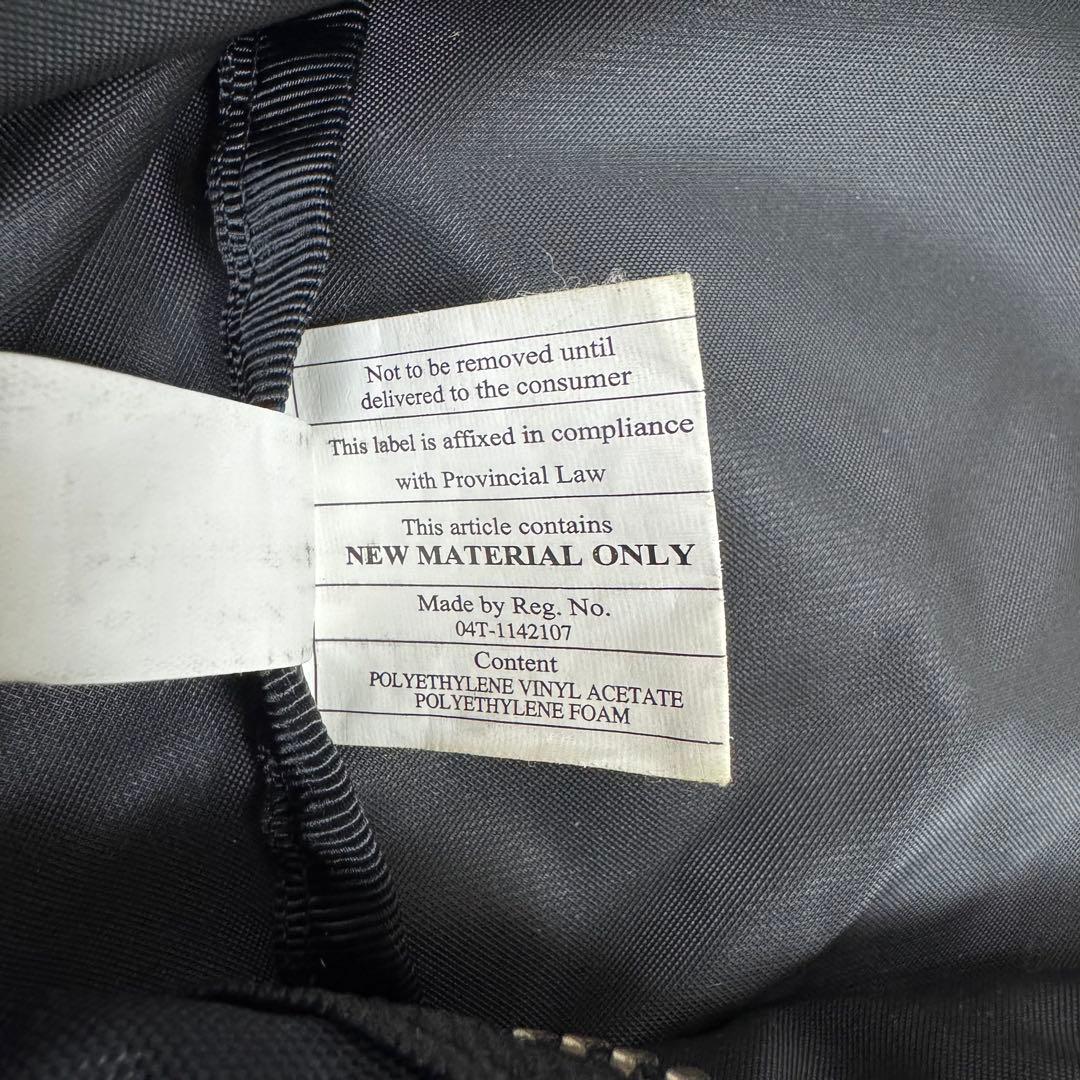 Not to be removed until
delivered to the consumer
This label is affixed in compliance
with Provincial Law
This article contains
NEW MATERIAL ONLY
Made by Reg. No.
04T-1142107
Content
POLYETHYLENE VINYL ACETATE
POLYETHYLENE FOAM